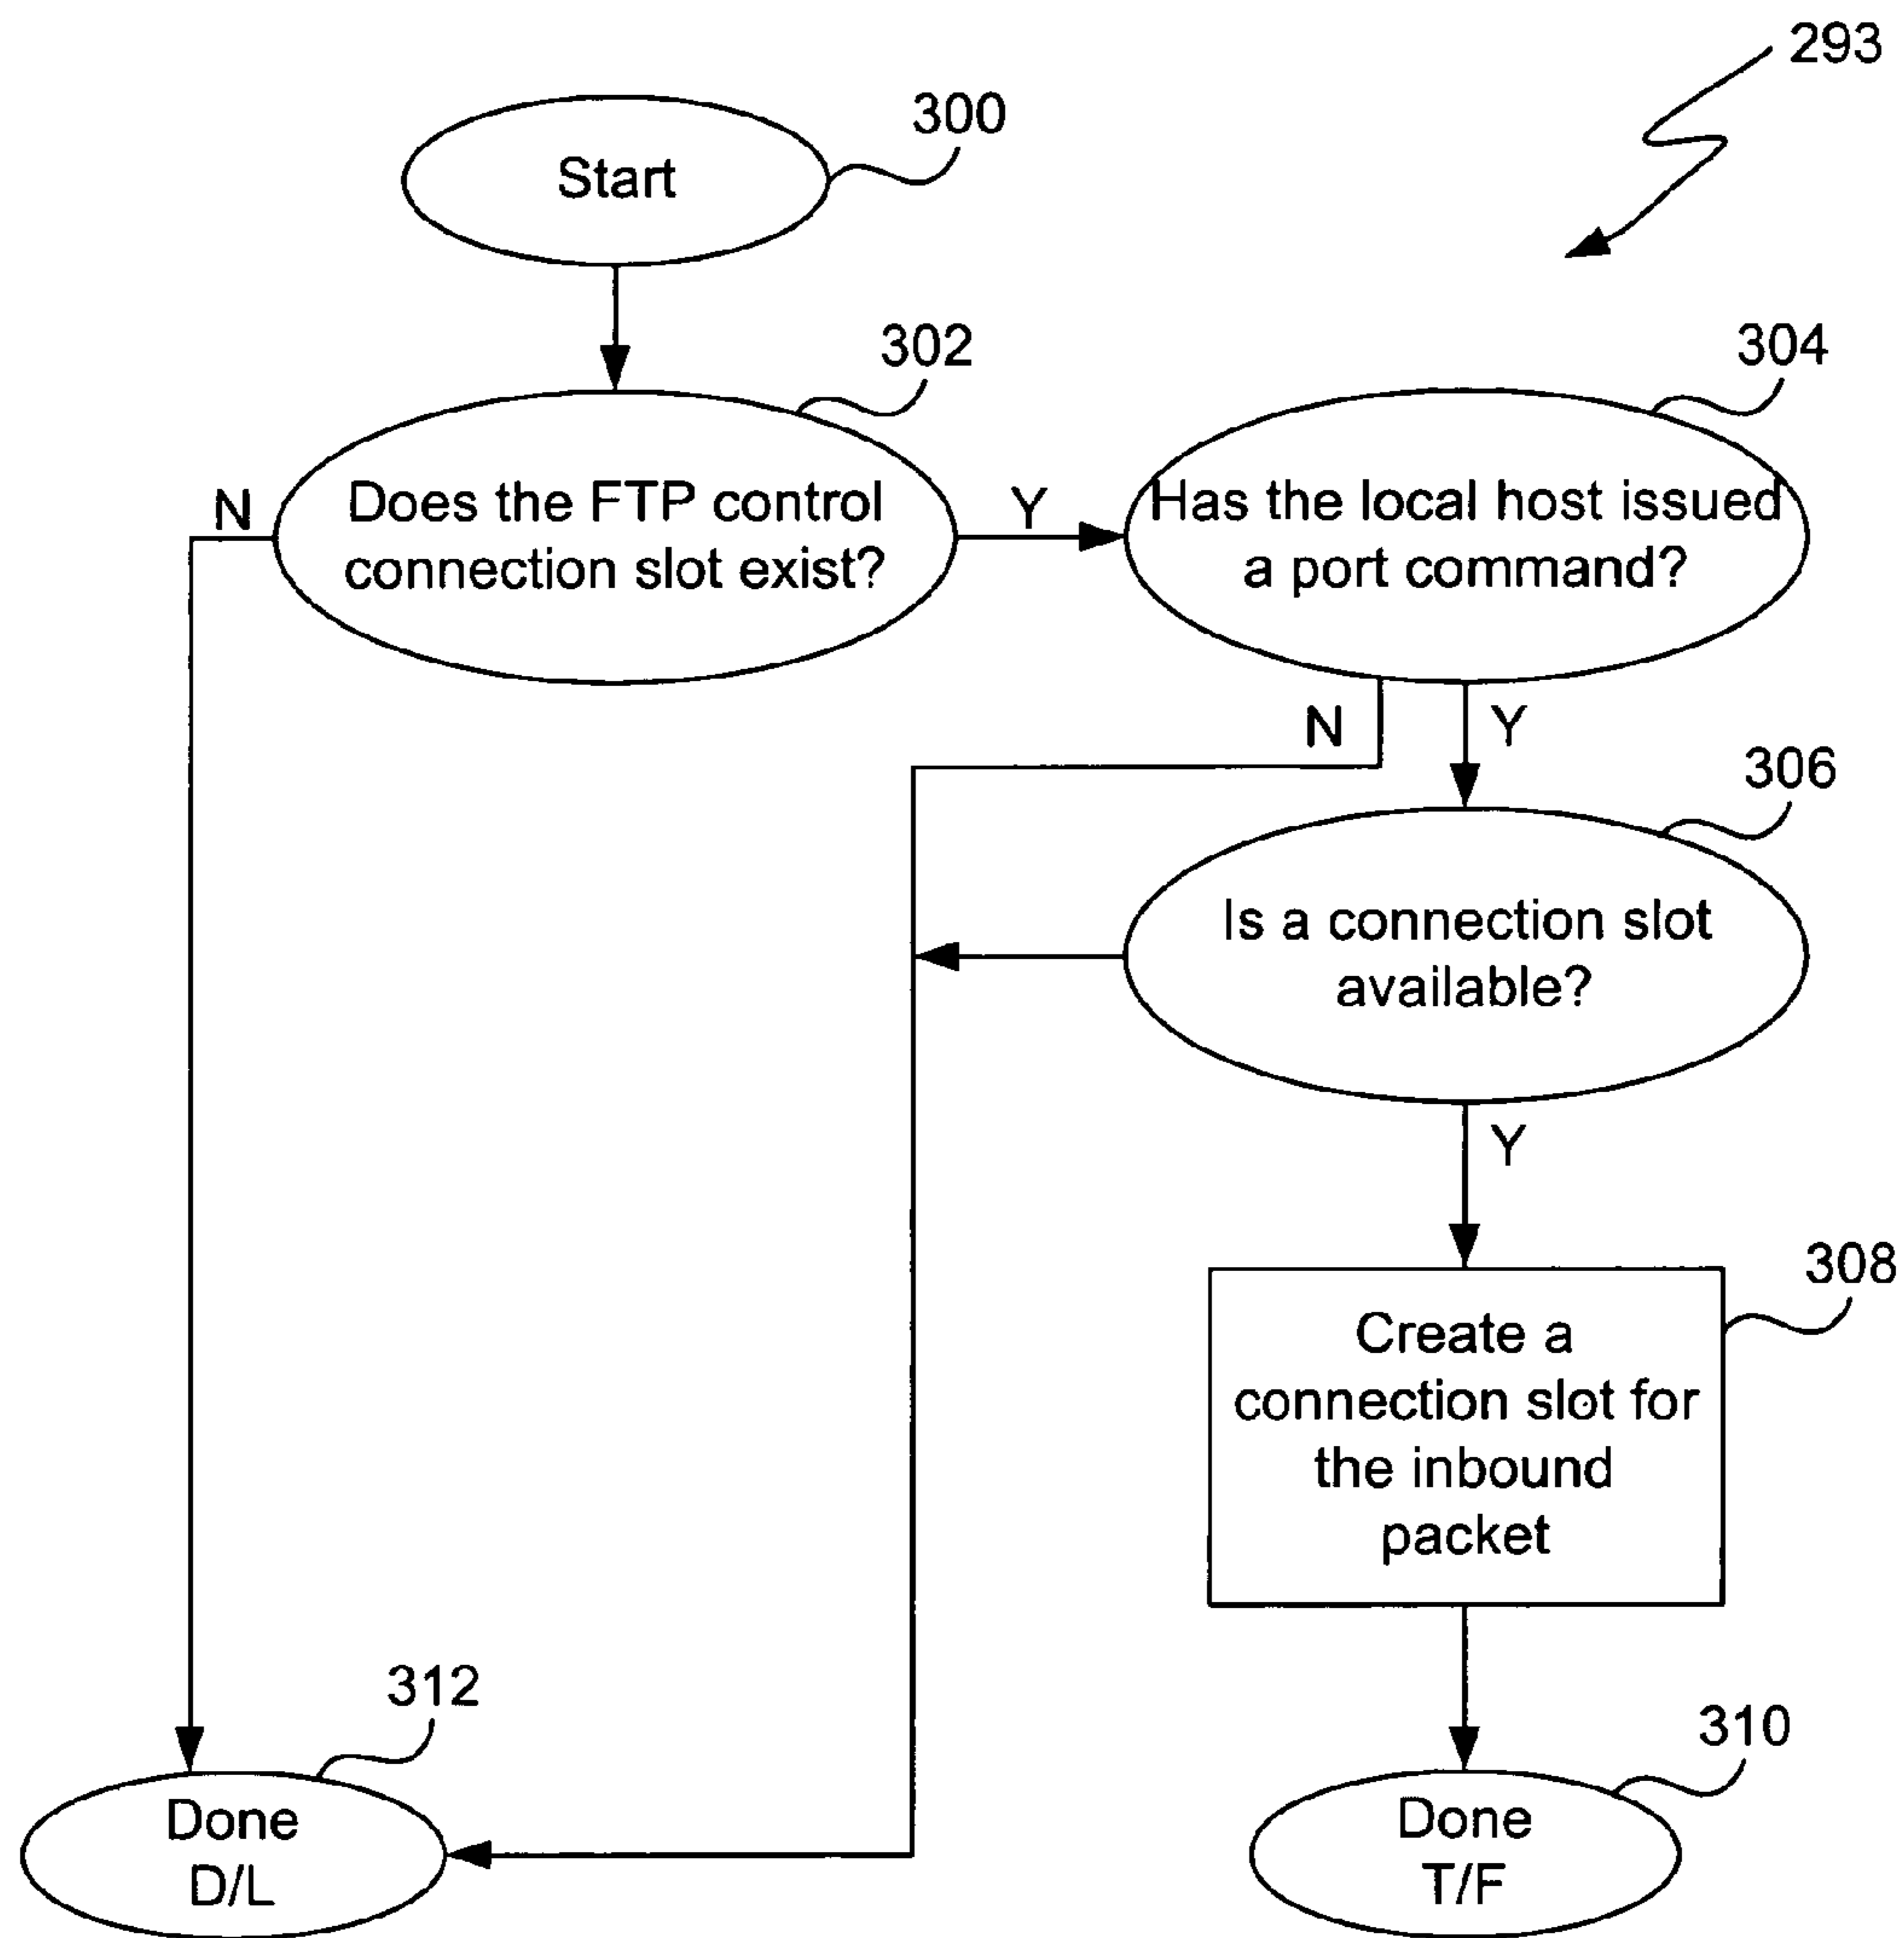 293
300
Start
302
304
N
Does the FTP control
connection slot exist?
Y
Has the local host issued
a port command?
N
Y
306
Is a connection slot
available?
Y
308
Create a
connection slot for
the inbound
packet
312
310
Done
D/L
Done
T/F